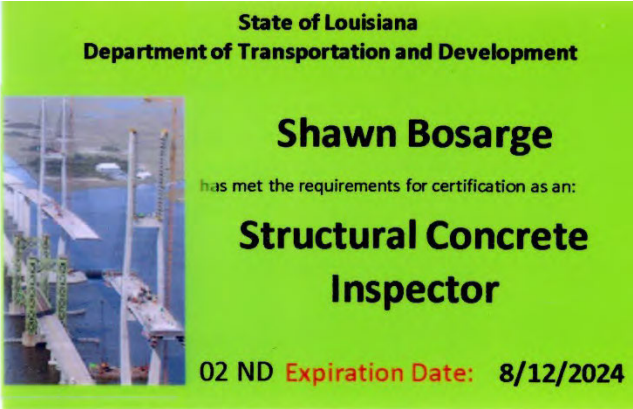 State of Louisiana
Department of Transportation and Development
Shawn Bosarge
has met the requirements for certification as an:
Structural Concrete
Inspector
02 ND Expiration Date: 8/12/2024